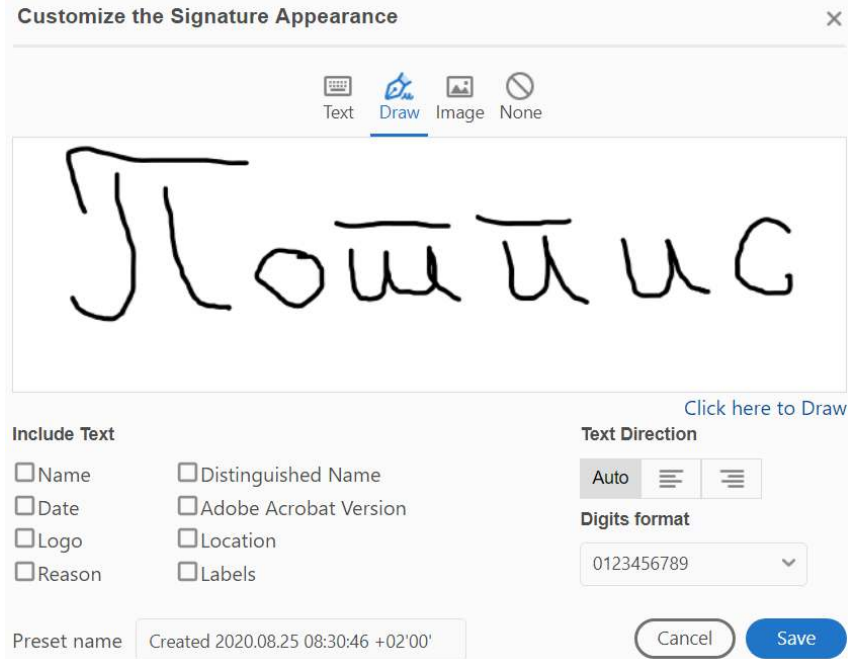 Customize the Signature Appearance
Text Draw Image None
Потпис
Click here to Draw
Include Text
Text Direction
Name Distinguished Name
Auto
Date Adobe Acrobat Version
Digits format
Logo Location
0123456789
Reason Labels
Preset name Created 2020.08.25 08:30:46 +02'00' Cancel Save